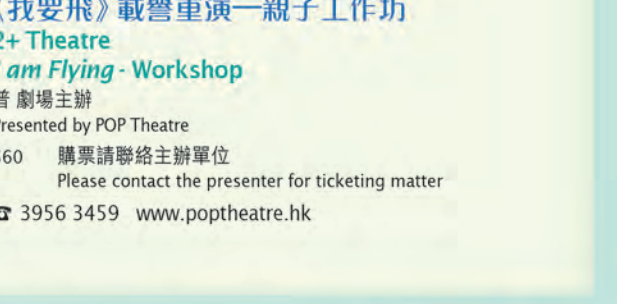 《我要飛》載譽重演—親子工作坊
2+ Theatre
I am Flying - Workshop
普 劇場主辦
Presented by POP Theatre
$60 購票請聯絡主辦單位
Please contact the presenter for ticketing matter
☎ 3956 3459 www.poptheatre.hk